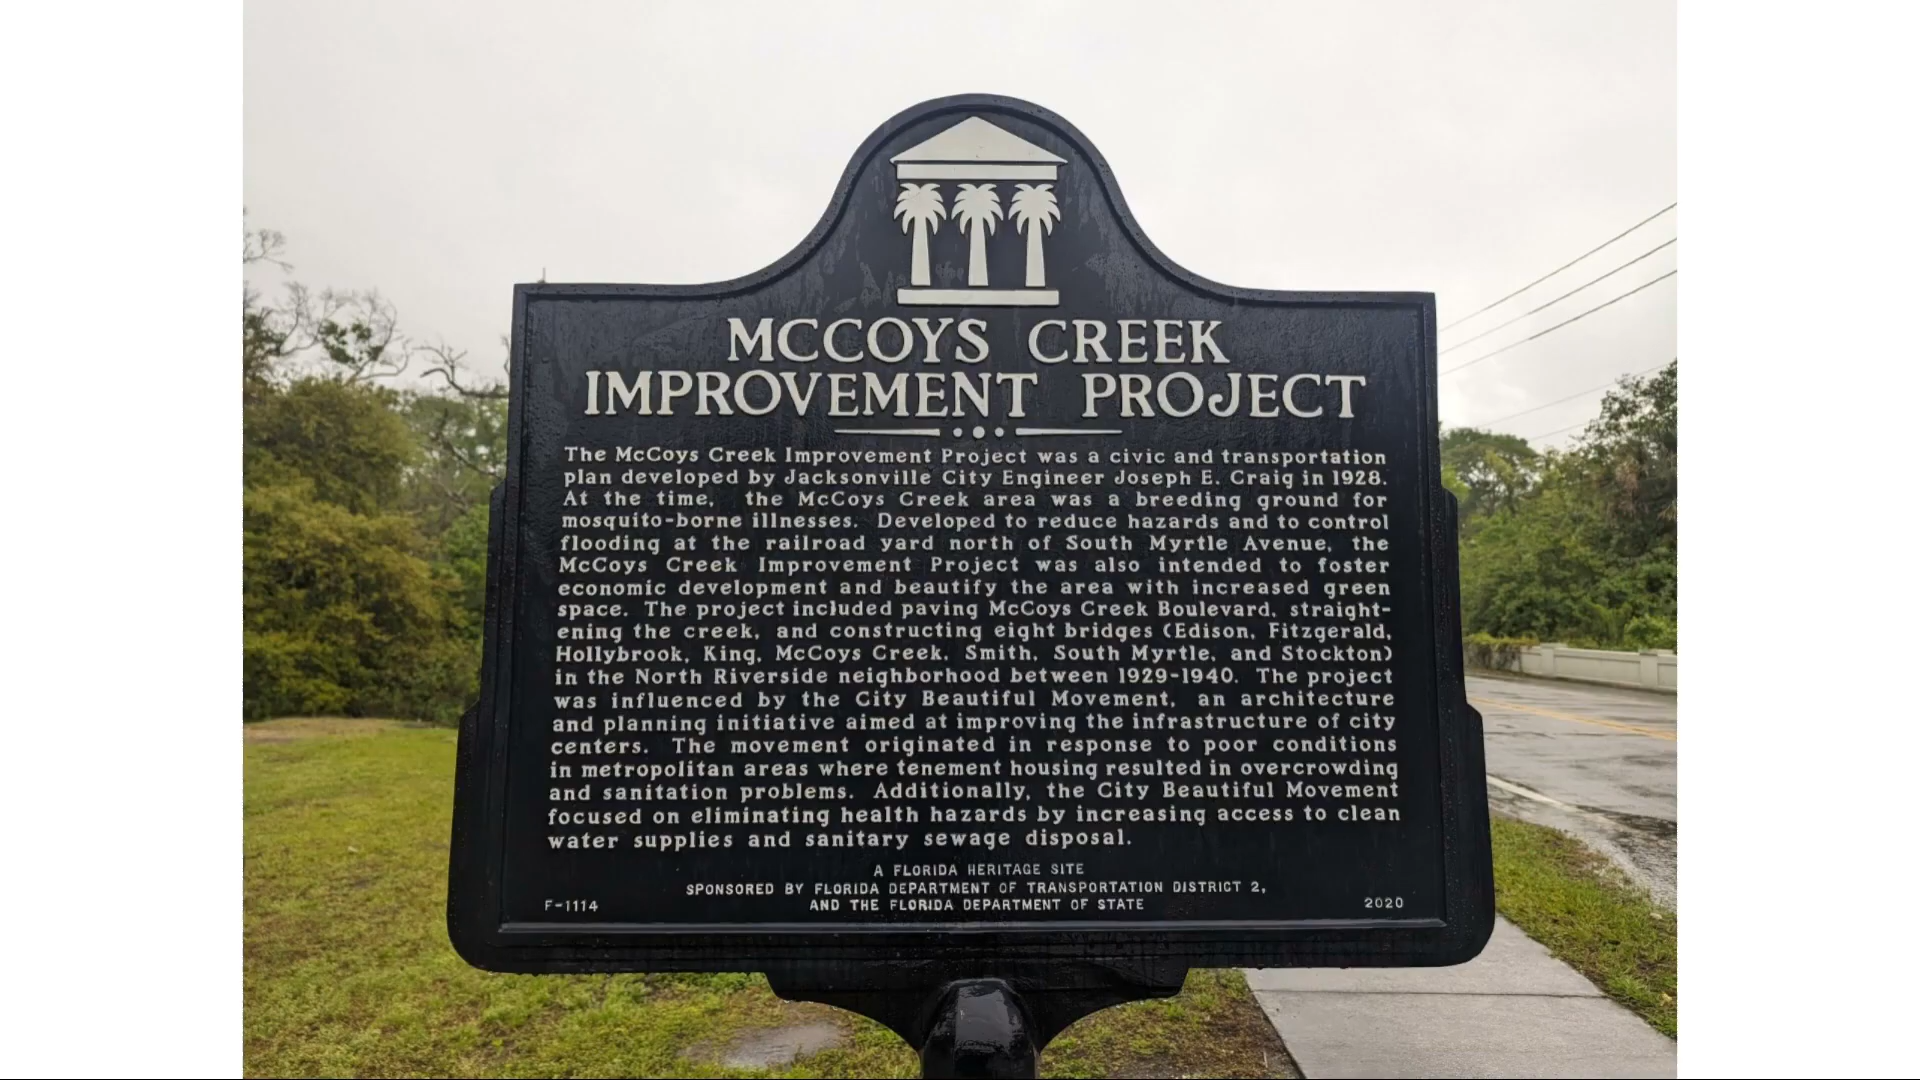 MCCOYS CREEK
IMPROVEMENT PROJECT
The McCoys Creek Improvement Project was a civic and transportation
plan developed by Jacksonville City Engineer Joseph E. Craig in 1928.
At the time, the McCoys Creek area was a breeding ground for
mosquito-borne illnesses. Developed to reduce hazards and to control
flooding at the railroad yard north of South Myrtle Avenue, the
McCoys Creek Improvement Project was also intended to foster
economic development and beautify the area with increased green
space. The project included paving McCoys Creek Boulevard, straight-
ening the creek, and constructing eight bridges (Edison, Fitzgerald,
Hollybrook, King, McCoys Creek, Smith, South Myrtle, and Stockton)
in the North Riverside neighborhood between 1929-1940. The project
was influenced by the City Beautiful Movement, an architecture
and planning initiative aimed at improving the infrastructure of city
centers. The movement originated in response to poor conditions
in metropolitan areas where tenement housing resulted in overcrowding
and sanitation problems. Additionally, the City Beautiful Movement
focused on eliminating health hazards by increasing access to clean
water supplies and sanitary sewage disposal.
A FLORIDA HERITAGE SITE
SPONSORED BY FLORIDA DEPARTMENT OF TRANSPORTATION DISTRICT 2,
F-1114 AND THE FLORIDA DEPARTMENT OF STATE 2020